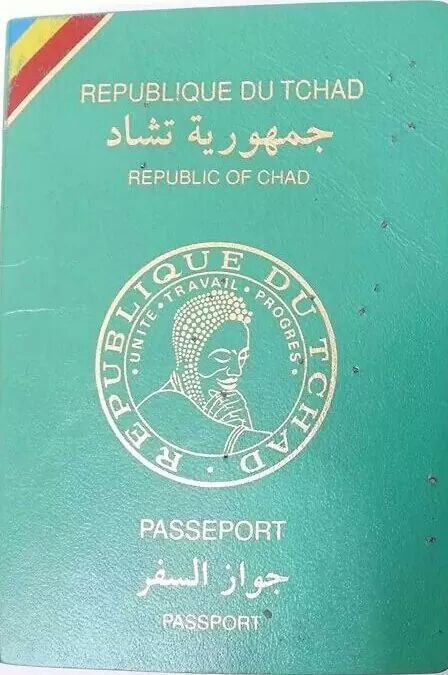 REPUBLIQUE DU TCHAD
جمهورية تشاد
REPUBLIC OF CHAD
REPUBLIQUE DU TCHAD
UNITE • TRAVAIL • PROGRES
PASSEPORT
جواز السفر
PASSPORT